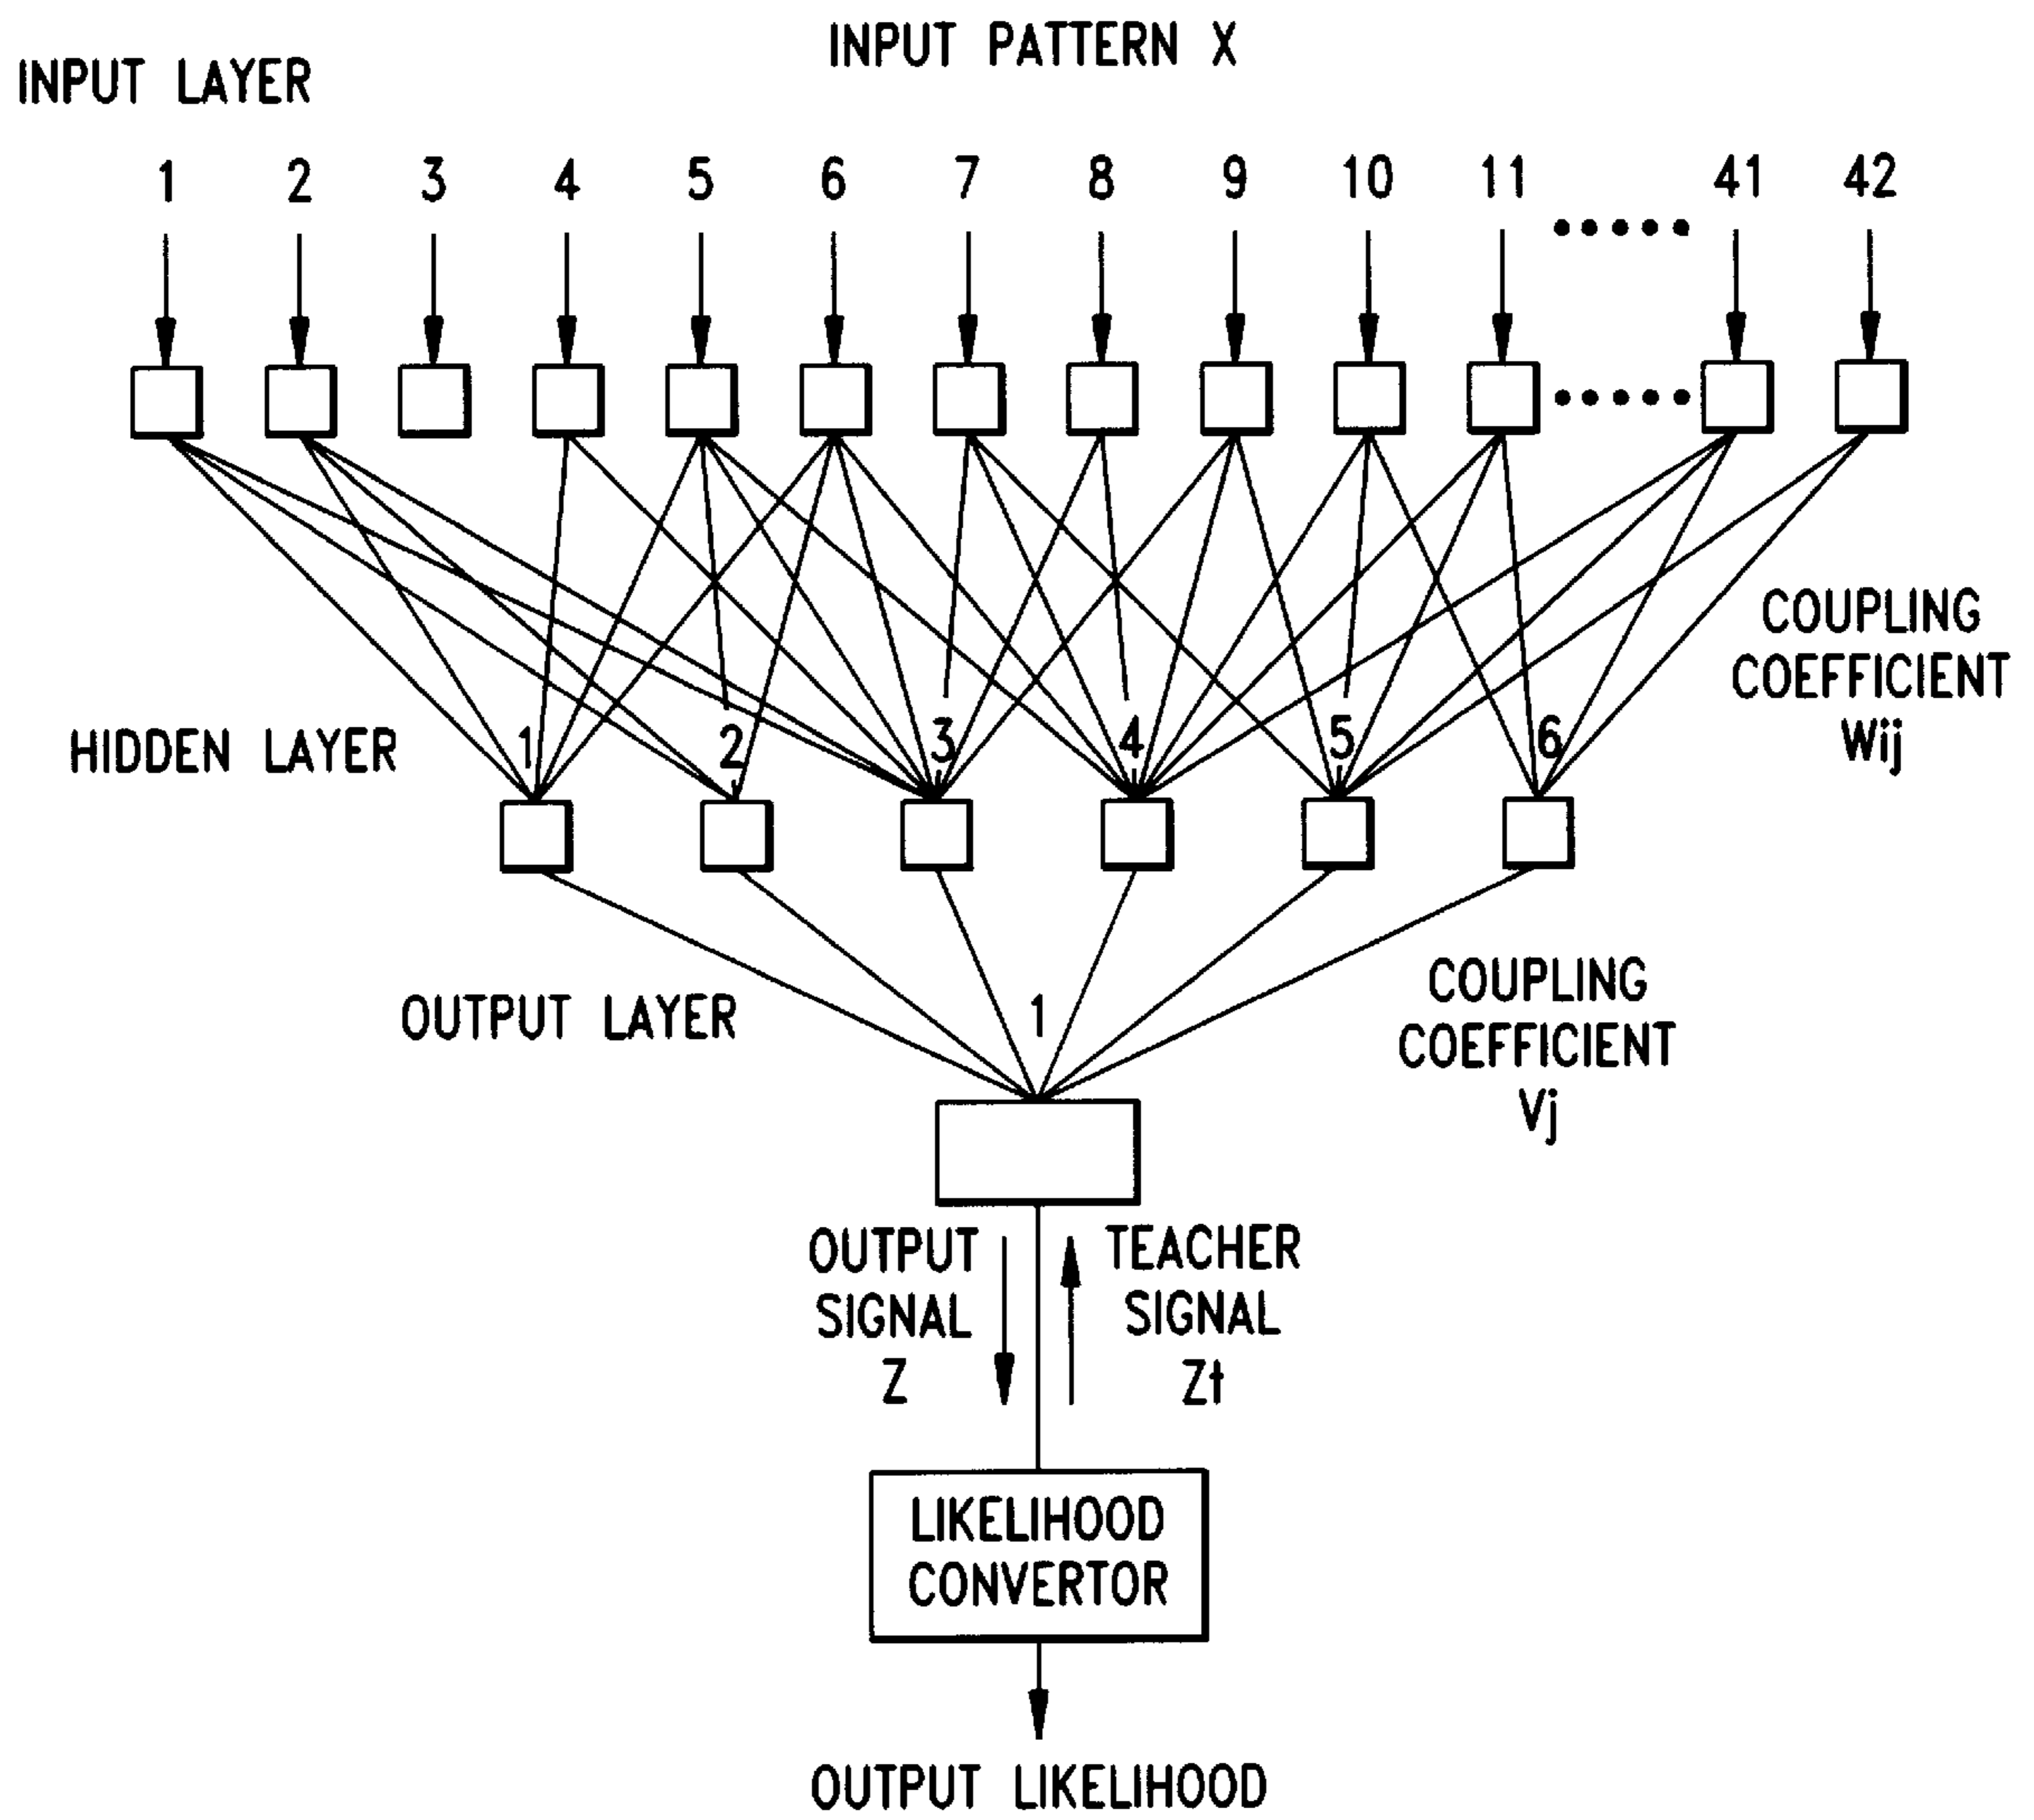 INPUT PATTERN X
INPUT LAYER
1 2 3 4 5 6 7 8 9 10 11 ..... 41 42
.....
COUPLING
COEFFICIENT
Wij
HIDDEN LAYER
1 2 3 4 5 6
COUPLING
COEFFICIENT
Vj
OUTPUT LAYER
1
OUTPUT
SIGNAL
Z
TEACHER
SIGNAL
Zt
LIKELIHOOD
CONVERTOR
OUTPUT LIKELIHOOD